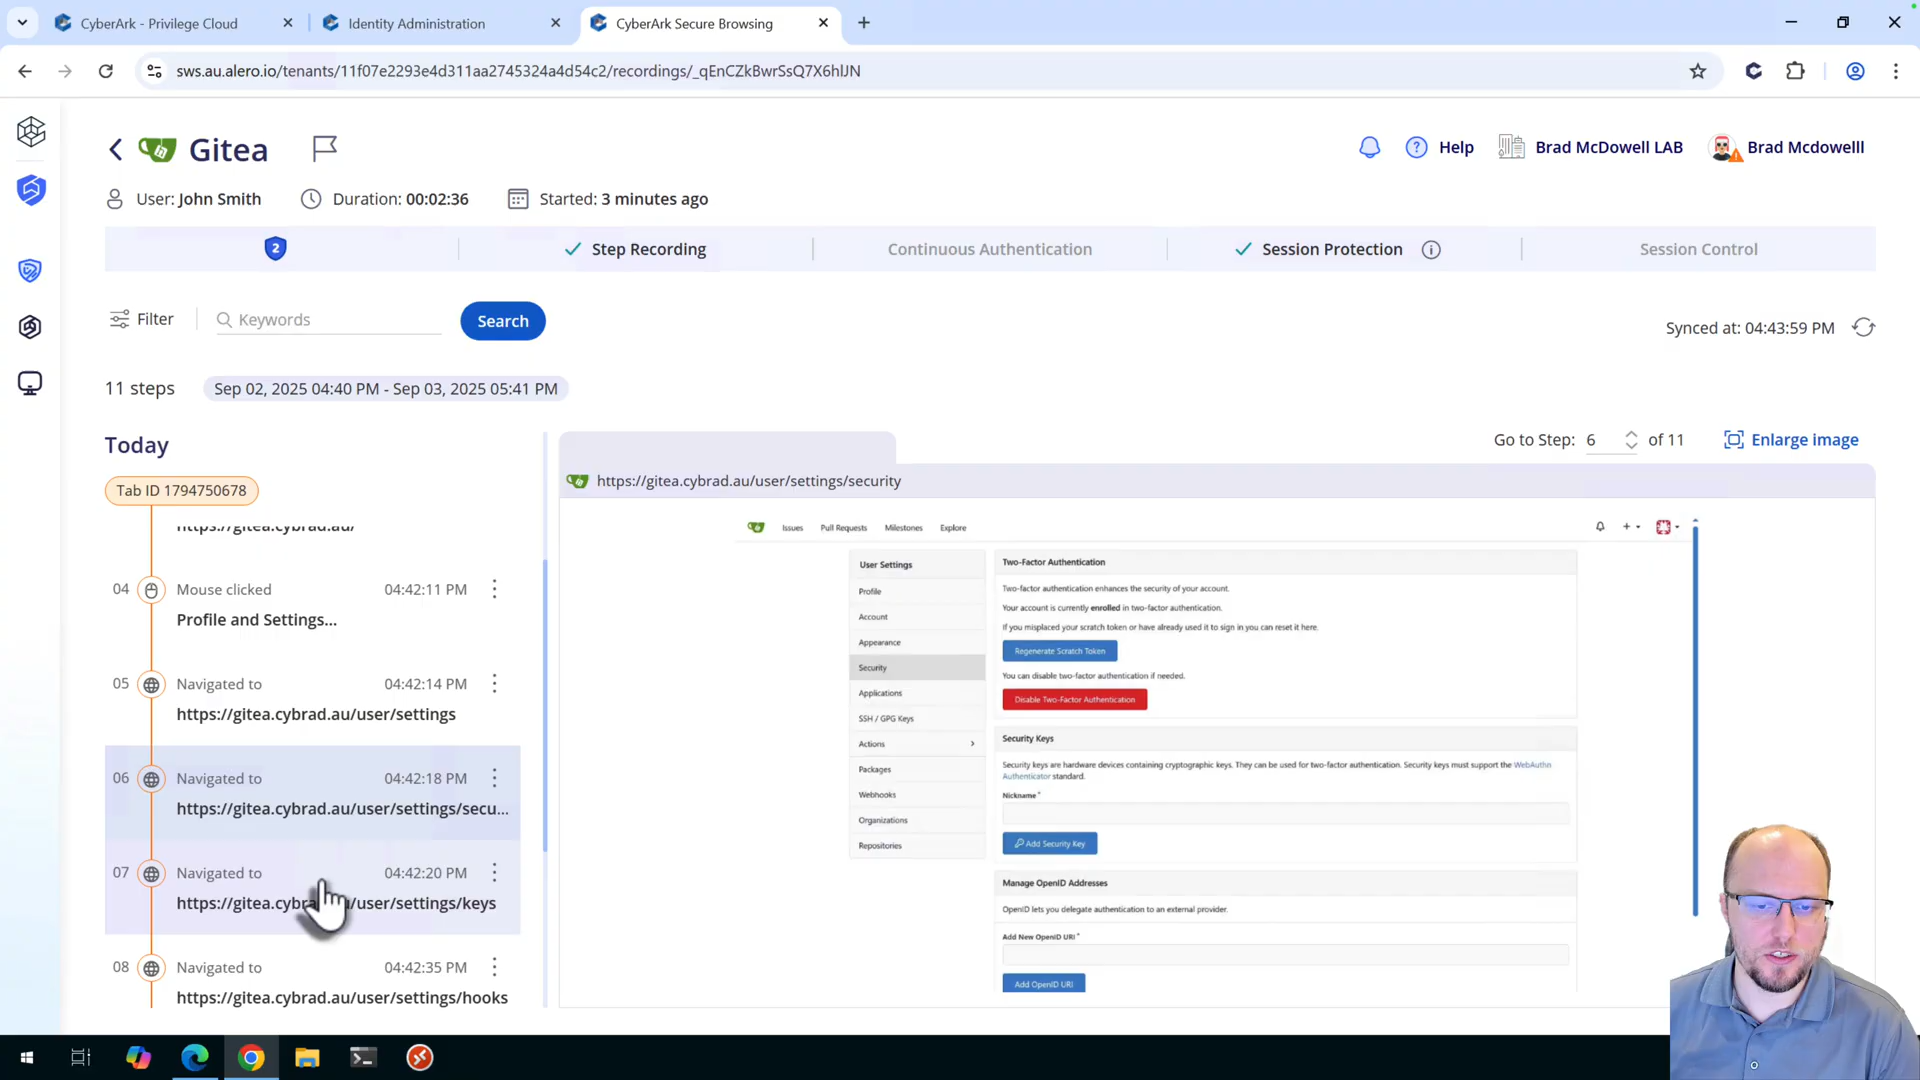 CyberArk - Privilege Cloud
Identity Administration
CyberArk Secure Browsing
sws.au.alero.io/tenants/11f07e2293e4d311aa2745324a4d54c2/recordings/_qEnCZkBwrSsQ7X6hlJN
Gitea
Help
Brad McDowell LAB
Brad Mcdowelll
User: John Smith
Duration: 00:02:36
Started: 3 minutes ago
2
Step Recording
Continuous Authentication
Session Protection
Session Control
Filter
Keywords
Search
Synced at: 04:43:59 PM
11 steps
Sep 02, 2025 04:40 PM - Sep 03, 2025 05:41 PM
Today
Go to Step: 6 of 11
Enlarge image
Tab ID 1794750678
https://gitea.cybrad.au/
04 Mouse clicked 04:42:11 PM
Profile and Settings...
05 Navigated to 04:42:14 PM
https://gitea.cybrad.au/user/settings
06 Navigated to 04:42:18 PM
https://gitea.cybrad.au/user/settings/secu...
07 Navigated to 04:42:20 PM
https://gitea.cybrad.au/user/settings/keys
08 Navigated to 04:42:35 PM
https://gitea.cybrad.au/user/settings/hooks
https://gitea.cybrad.au/user/settings/security
Issues Pull Requests Milestones Explore
User Settings
Profile
Account
Appearance
Security
Applications
SSH / GPG Keys
Actions
Packages
Webhooks
Organizations
Repositories
Two-Factor Authentication
Two-factor authentication enhances the security of your account.
Your account is currently enrolled in two-factor authentication.
If you misplaced your scratch token or have already used it to sign in you can reset it here.
Regenerate Scratch Token
You can disable two-factor authentication if needed.
Disable Two-Factor Authentication
Security Keys
Security keys are hardware devices containing cryptographic keys. They can be used for two-factor authentication. Security keys must support the WebAuthn
Authenticator standard.
Nickname *
Add Security Key
Manage OpenID Addresses
OpenID lets you delegate authentication to an external provider.
Add New OpenID URI *
Add OpenID URI